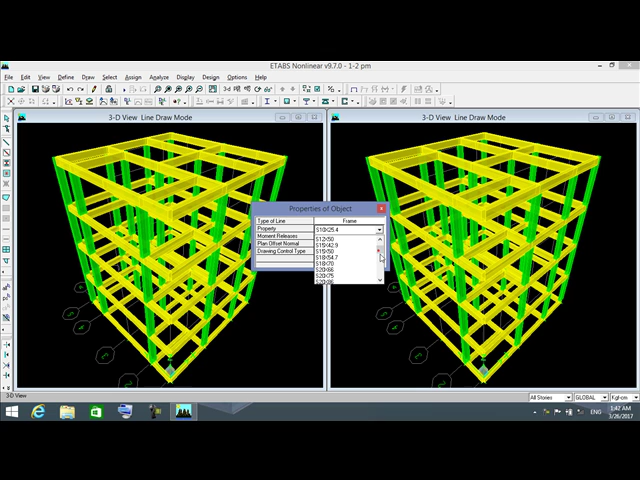 ETABS Nonlinear v9.7.0 - 1-2 pm
File Edit View Define Draw Select Assign Analyze Display Design Options Help
3-D View Line Draw Mode
3-D View Line Draw Mode
Properties of Object
Type of Line Frame
Property S10X25.4
Moment Releases
Plan Offset Normal
Drawing Control Type
S12X50
S15X42.9
S15X50
S18X54.7
S18X70
S20X66
S20X75
S20X86
3-D View
All Stories GLOBAL Kgf-cm
ENG
1:47 AM
3/26/2017